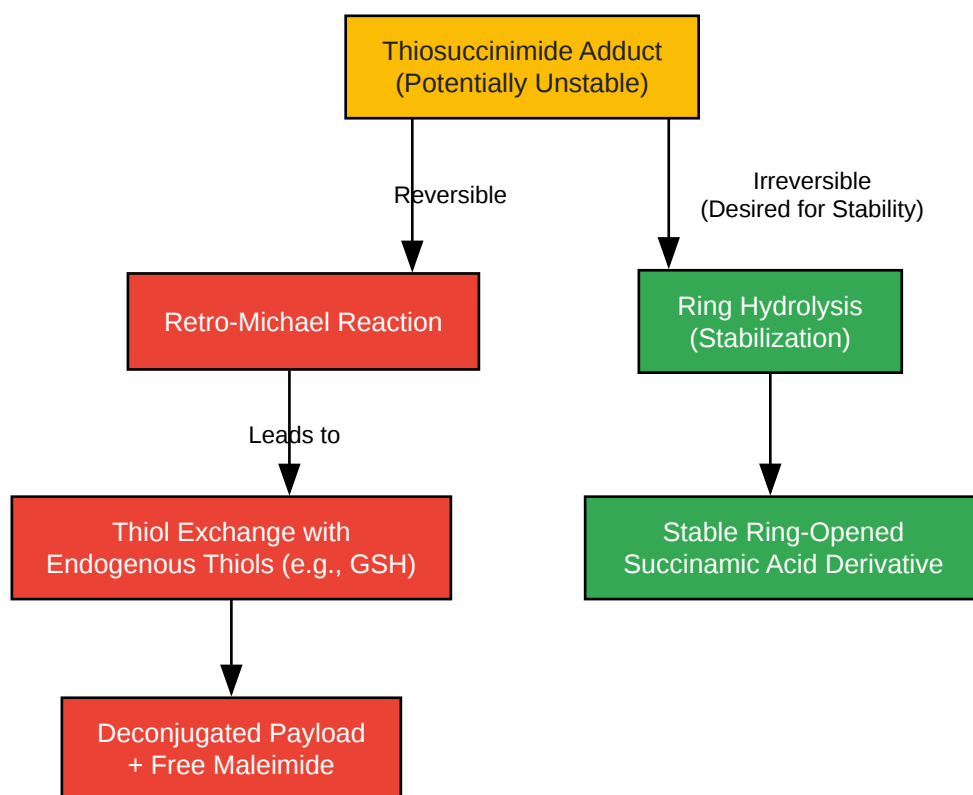 Thiosuccinimide Adduct
(Potentially Unstable)
Reversible
Irreversible
(Desired for Stability)
Retro-Michael Reaction
Ring Hydrolysis
(Stabilization)
Leads to
Thiol Exchange with
Endogenous Thiols (e.g., GSH)
Stable Ring-Opened
Succinamic Acid Derivative
Deconjugated Payload
+ Free Maleimide